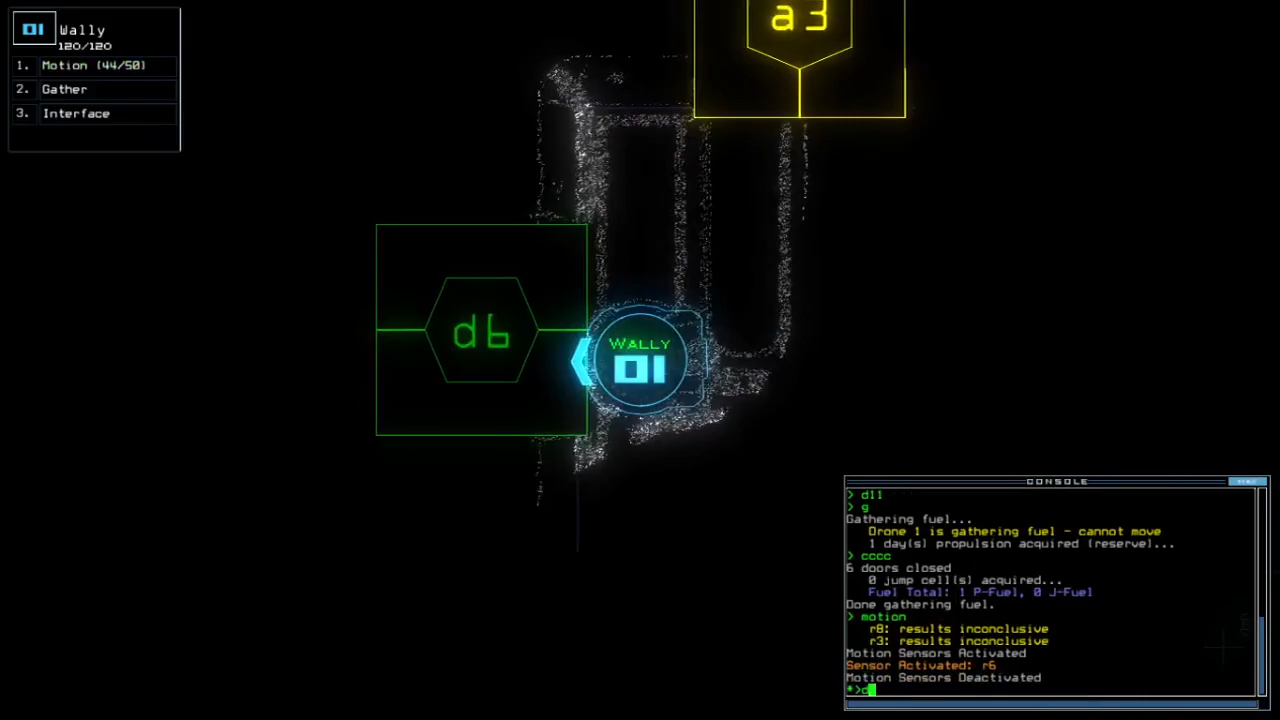 01 Wally
120/120
1. Motion (44/50)
2. Gather
3. Interface
a3
d6
WALLY
01
CONSOLE
> d11
> g
Gathering fuel...
Drone 1 is gathering fuel - cannot move
1 day(s) propulsion acquired (reserve)...
> cccc
6 doors closed
0 jump cell(s) acquired...
Fuel Total: 1 P-Fuel, 0 J-Fuel
Done gathering fuel.
> motion
r8: results inconclusive
r3: results inconclusive
Motion Sensors Activated
Sensor Activated: r6
Motion Sensors Deactivated
*>d